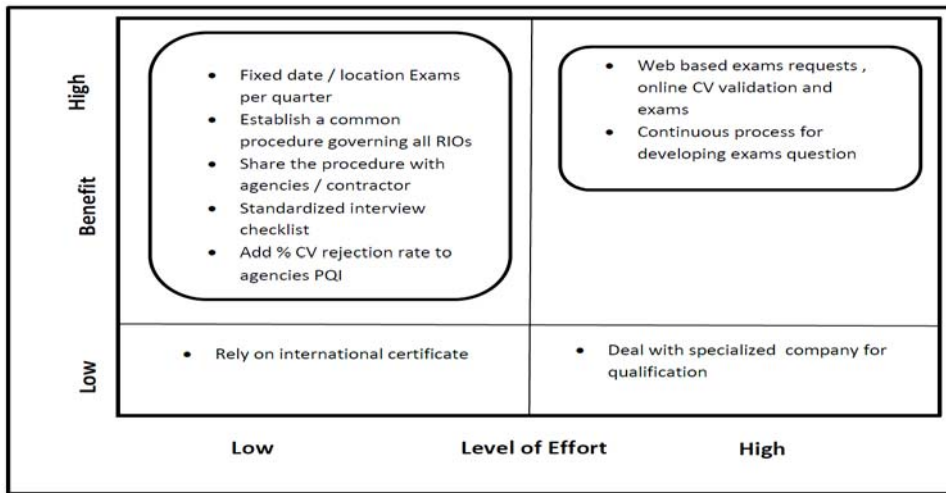 High
Benefit
Low
• Fixed date / location Exams
per quarter
• Establish a common
procedure governing all RIOs
• Share the procedure with
agencies / contractor
• Standardized interview
checklist
• Add % CV rejection rate to
agencies PQI
• Web based exams requests ,
online CV validation and
exams
• Continuous process for
developing exams question
• Rely on international certificate
• Deal with specialized company for
qualification
Low
Level of Effort
High